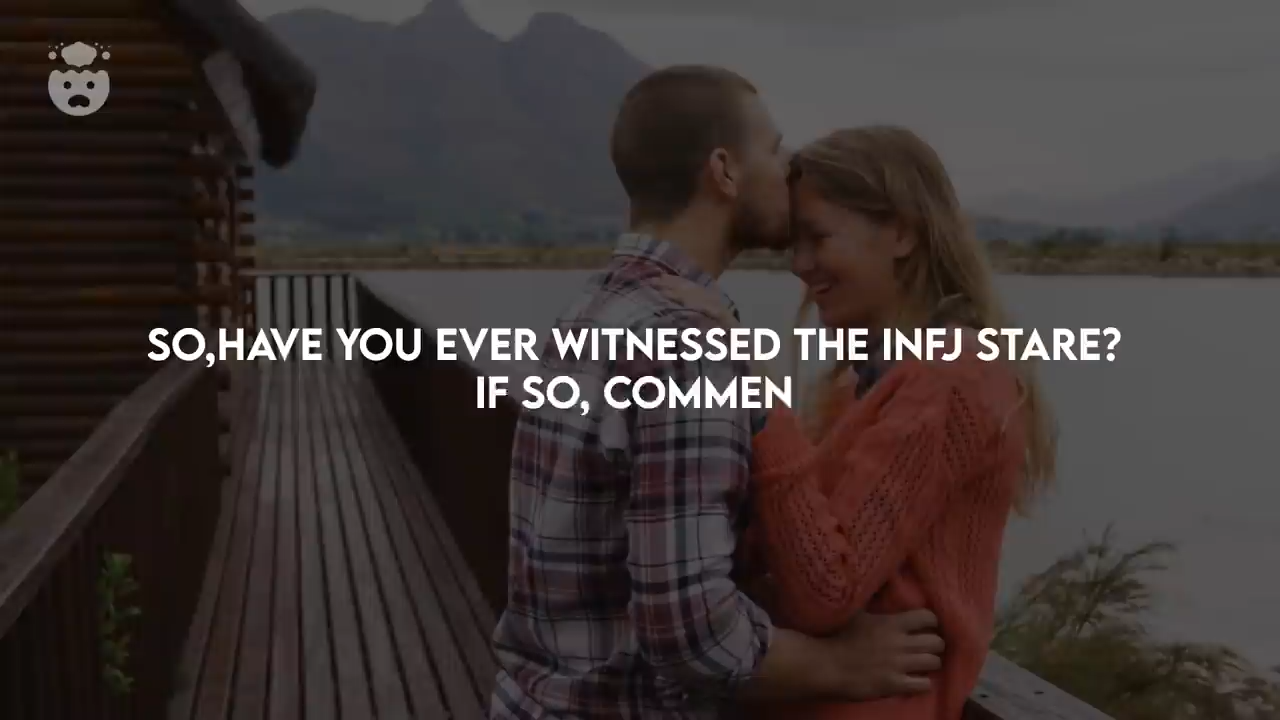 SO,HAVE YOU EVER WITNESSED THE INFJ STARE?
IF SO, COMMEN